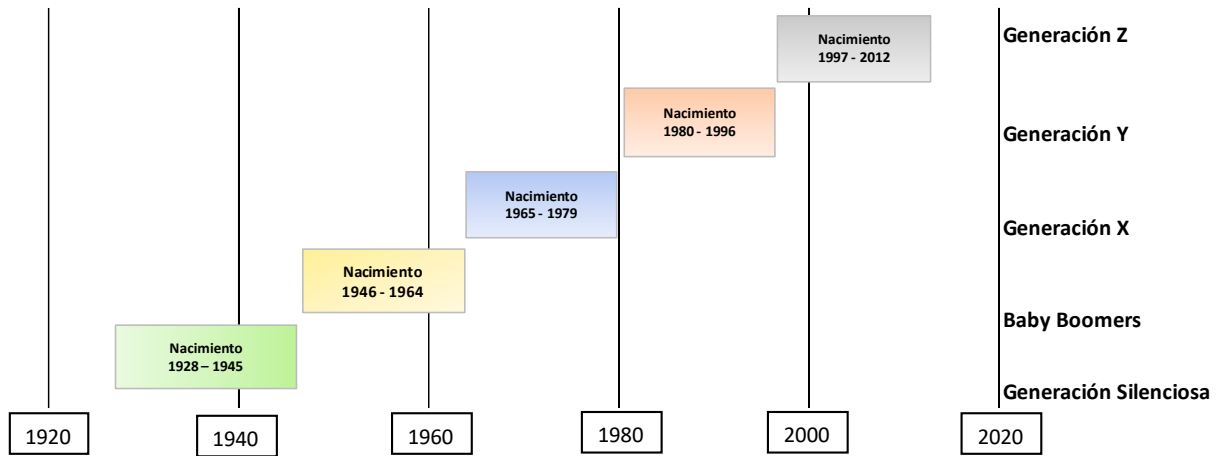 Nacimiento
1997 - 2012
Generación Z
Nacimiento
1980 - 1996
Generación Y
Nacimiento
1965 - 1979
Generación X
Nacimiento
1946 - 1964
Baby Boomers
Nacimiento
1928 – 1945
Generación Silenciosa
1920
1940
1960
1980
2000
2020